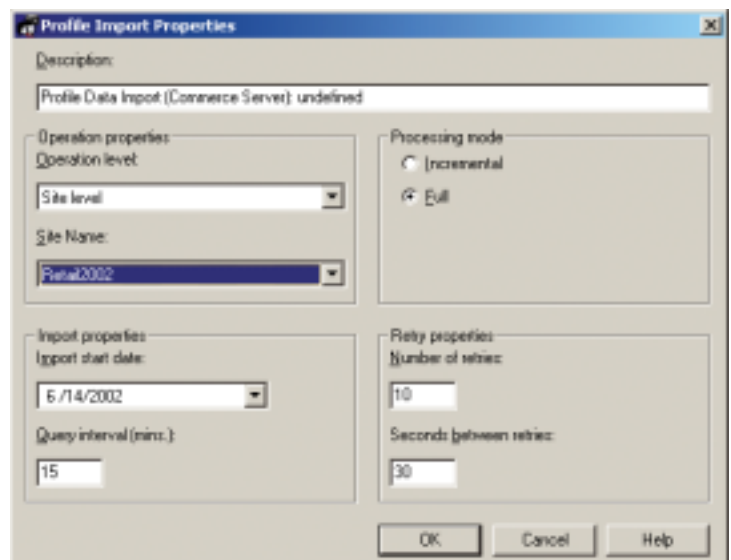 Profile Import Properties
Description:
Profile Data Import (Commerce Server): undefined
Operation properties
Operation level:
Site level
Site Name:
Retail2002
Processing mode
Incremental
Full
Import properties
Import start date:
6 /14/2002
Query interval (mins.):
15
Retry properties
Number of retries:
10
Seconds between retries:
30
OK
Cancel
Help